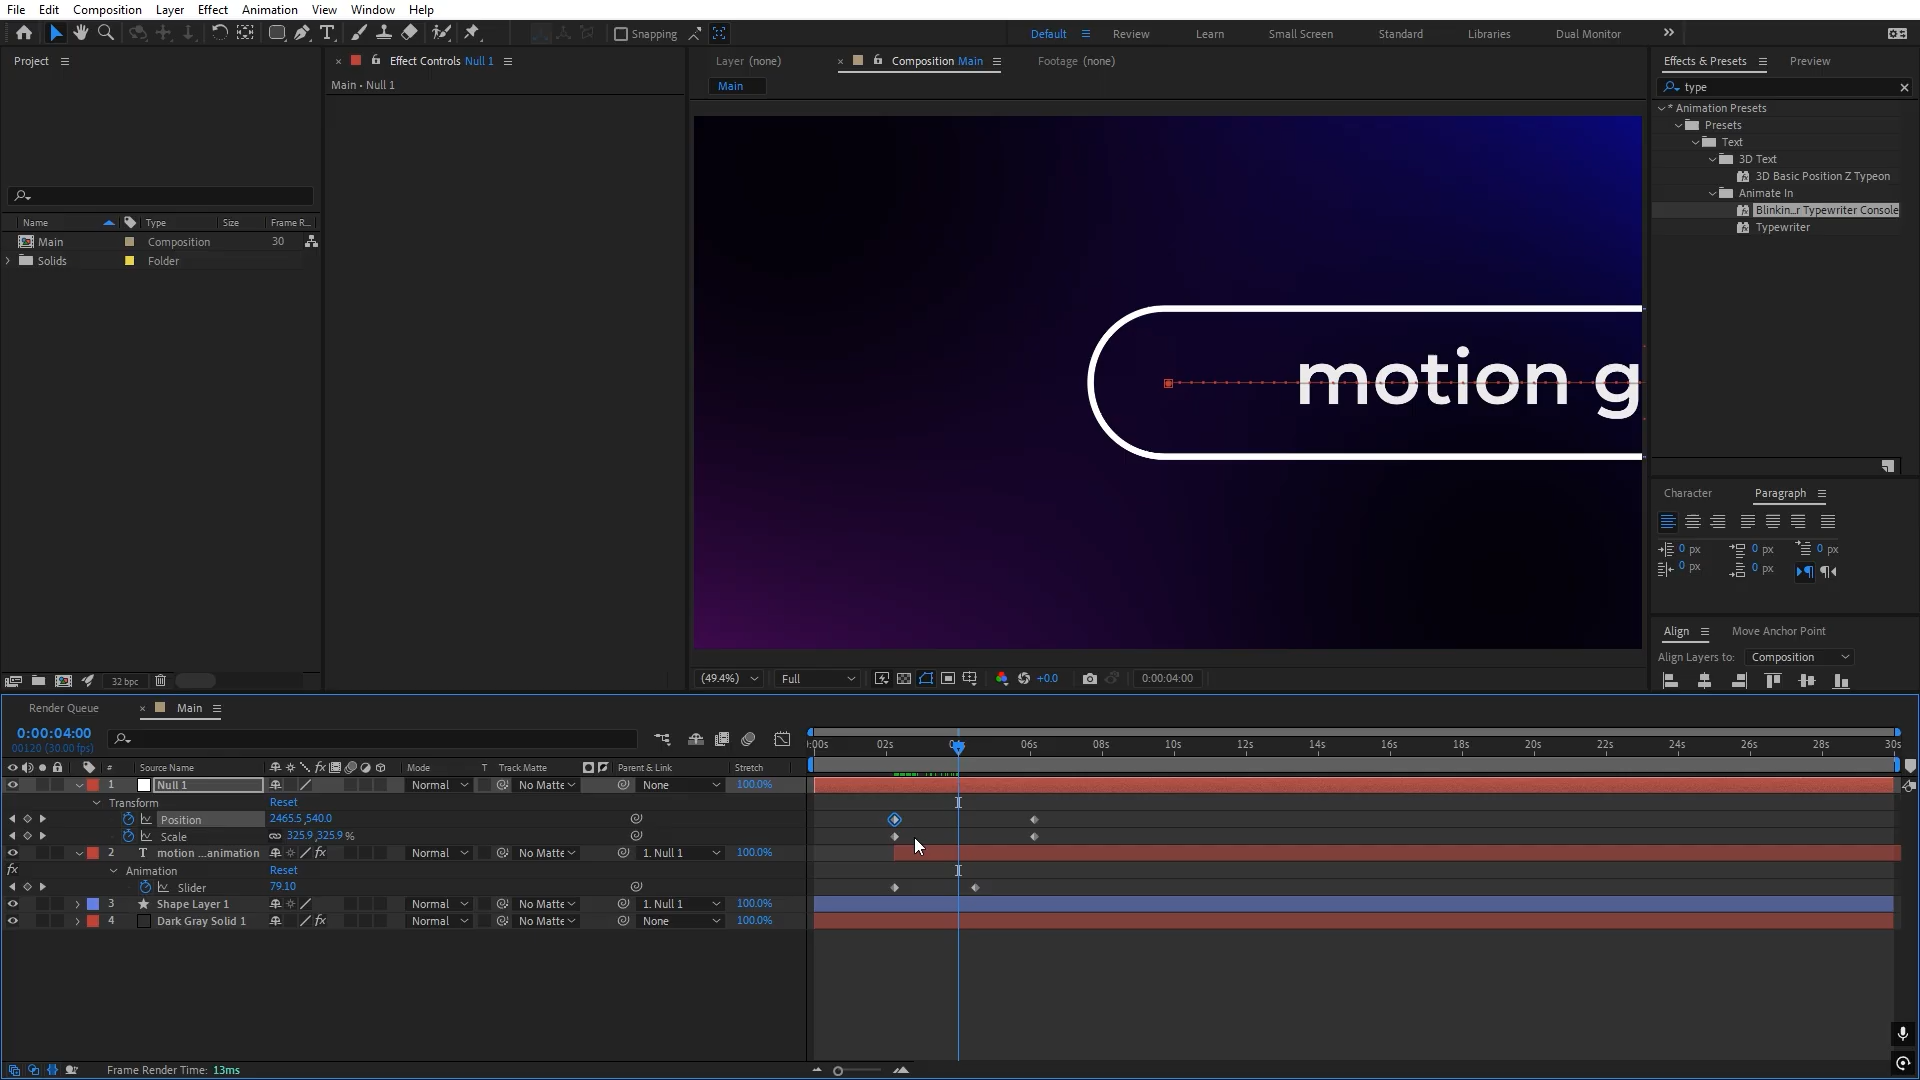 File Edit Composition Layer Effect Animation View Window Help
Snapping
Default Review Learn Small Screen Standard Libraries Dual Monitor
Project
Effect Controls Null 1
Main • Null 1
Layer (none)
Composition Main
Footage (none)
Main
Effects & Presets Preview
type
* Animation Presets
Presets
Text
3D Text
3D Basic Position Z Typeon
Animate In
Blinkin...r Typewriter Console
Typewriter
Name Type Size Frame R...
Main Composition 30
Solids Folder
motion g
Character Paragraph
0 px 0 px 0 px
0 px 0 px
Align Move Anchor Point
Align Layers to: Composition
32 bpc
(49.4%) Full +0.0 0:00:04:00
Render Queue Main
0:00:04:00
00120 (30.00 fps)
:00s 02s 04s 06s 08s 10s 12s 14s 16s 18s 20s 22s 24s 26s 28s 30s
# Source Name fx Mode T Track Matte Parent & Link Stretch
1 Null 1 Normal No Matte None 100.0%
Transform Reset
Position 2465.5,540.0
Scale 325.9,325.9%
2 T motion ...animation fx Normal No Matte 1. Null 1 100.0%
fx Animation Reset
Slider 79.10
3 Shape Layer 1 Normal No Matte 1. Null 1 100.0%
4 Dark Gray Solid 1 fx Normal No Matte None 100.0%
Frame Render Time: 13ms